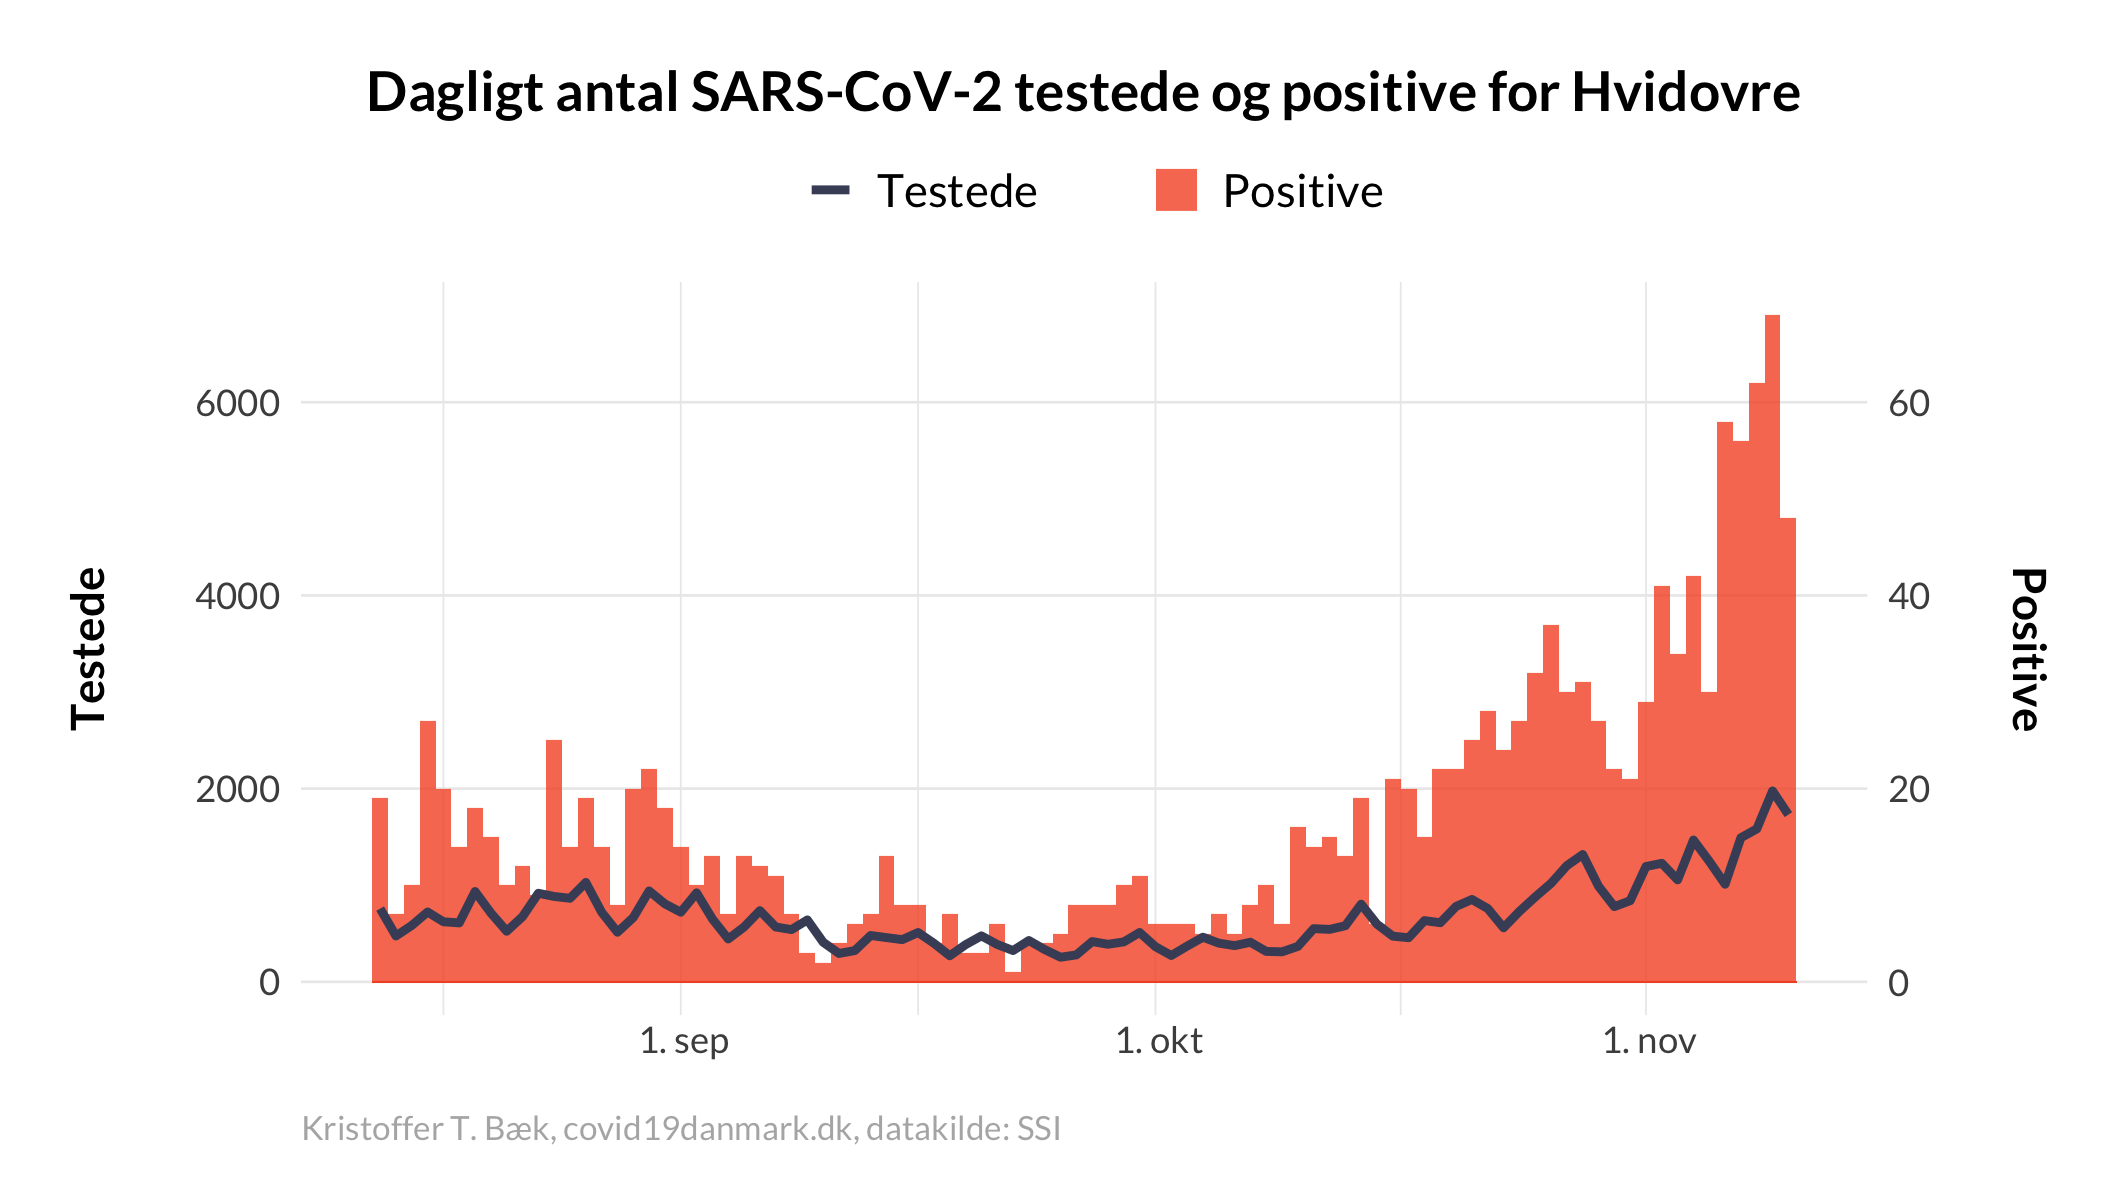 Dagligt antal SARS-CoV-2 testede og positive for Hvidovre
Testede Positive
6000 60
4000 40
2000 20
0 0
Testede
Positive
1. sep 1. okt 1. nov
Kristoffer T. Bæk, covid19danmark.dk, datakilde: SSI